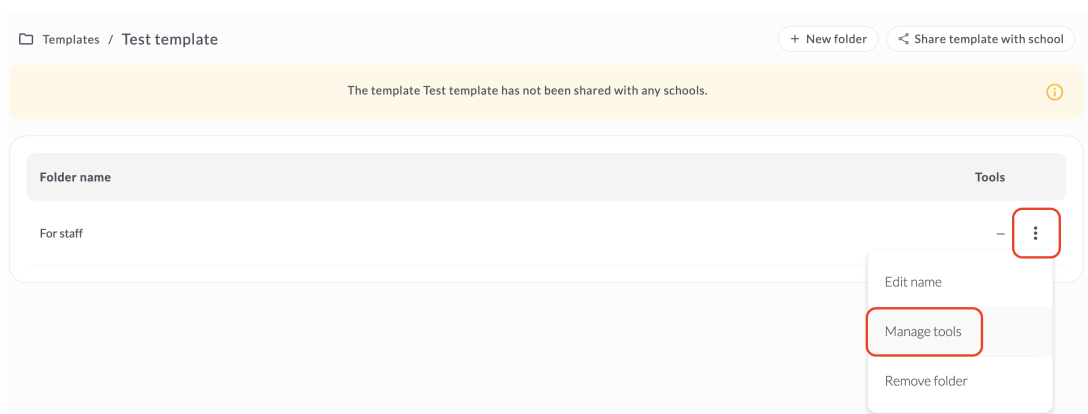 Templates / Test template
+ New folder
Share template with school
The template Test template has not been shared with any schools.
Folder name Tools
For staff –
Edit name
Manage tools
Remove folder